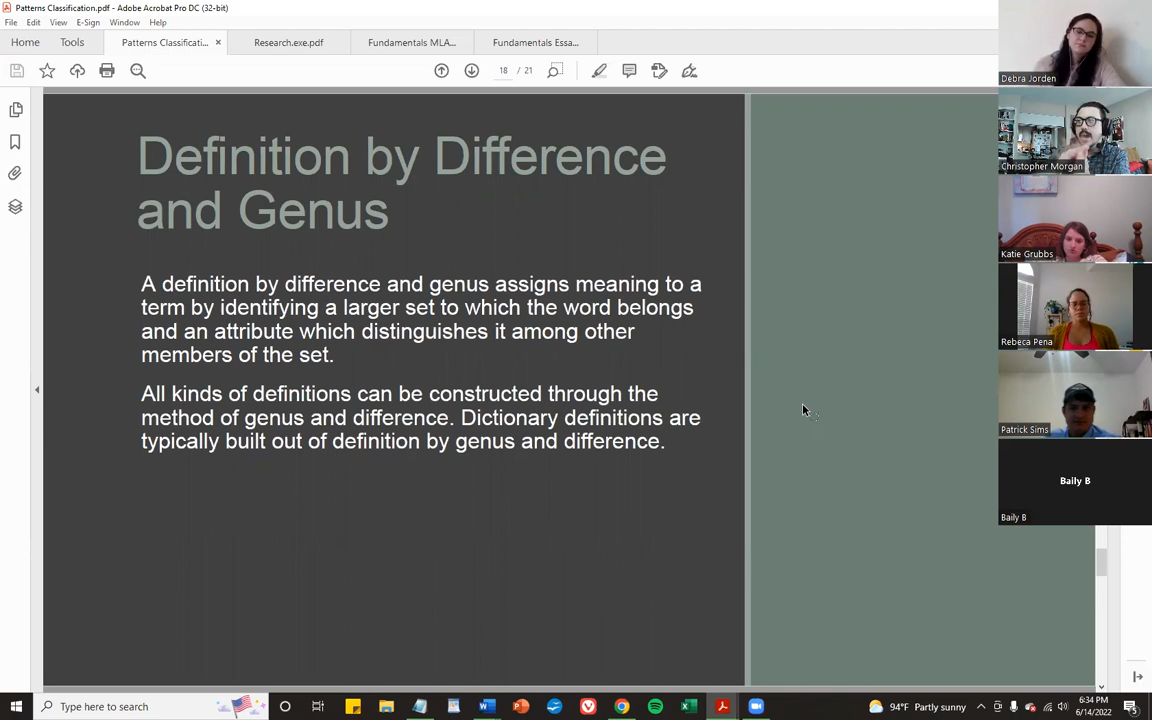 Patterns Classification.pdf - Adobe Acrobat Pro DC (32-bit)
File Edit View E-Sign Window Help
Home Tools Patterns Classificati... × Research.exe.pdf Fundamentals MLA... Fundamentals Essa...
18 / 21
Definition by Difference
and Genus
A definition by difference and genus assigns meaning to a
term by identifying a larger set to which the word belongs
and an attribute which distinguishes it among other
members of the set.
All kinds of definitions can be constructed through the
method of genus and difference. Dictionary definitions are
typically built out of definition by genus and difference.
Debra Jorden
Christopher Morgan
Katie Grubbs
Rebeca Pena
Patrick Sims
Baily B
Baily B
Type here to search
94°F Partly sunny
6:34 PM
6/14/2022
5